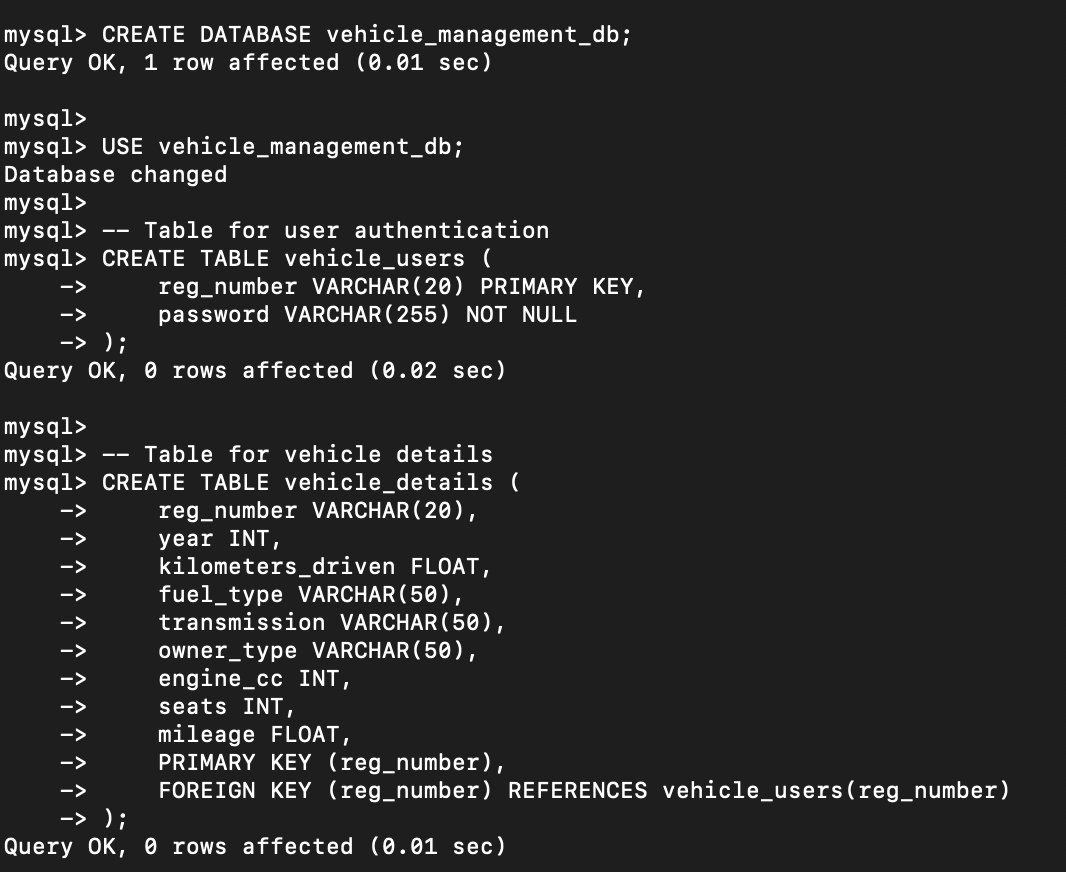 mysql> CREATE DATABASE vehicle_management_db;
Query OK, 1 row affected (0.01 sec)
mysql>
mysql> USE vehicle_management_db;
Database changed
mysql>
mysql> -- Table for user authentication
mysql> CREATE TABLE vehicle_users (
    ->     reg_number VARCHAR(20) PRIMARY KEY,
    ->     password VARCHAR(255) NOT NULL
    -> );
Query OK, 0 rows affected (0.02 sec)
mysql>
mysql> -- Table for vehicle details
mysql> CREATE TABLE vehicle_details (
    ->     reg_number VARCHAR(20),
    ->     year INT,
    ->     kilometers_driven FLOAT,
    ->     fuel_type VARCHAR(50),
    ->     transmission VARCHAR(50),
    ->     owner_type VARCHAR(50),
    ->     engine_cc INT,
    ->     seats INT,
    ->     mileage FLOAT,
    ->     PRIMARY KEY (reg_number),
    ->     FOREIGN KEY (reg_number) REFERENCES vehicle_users(reg_number)
    -> );
Query OK, 0 rows affected (0.01 sec)